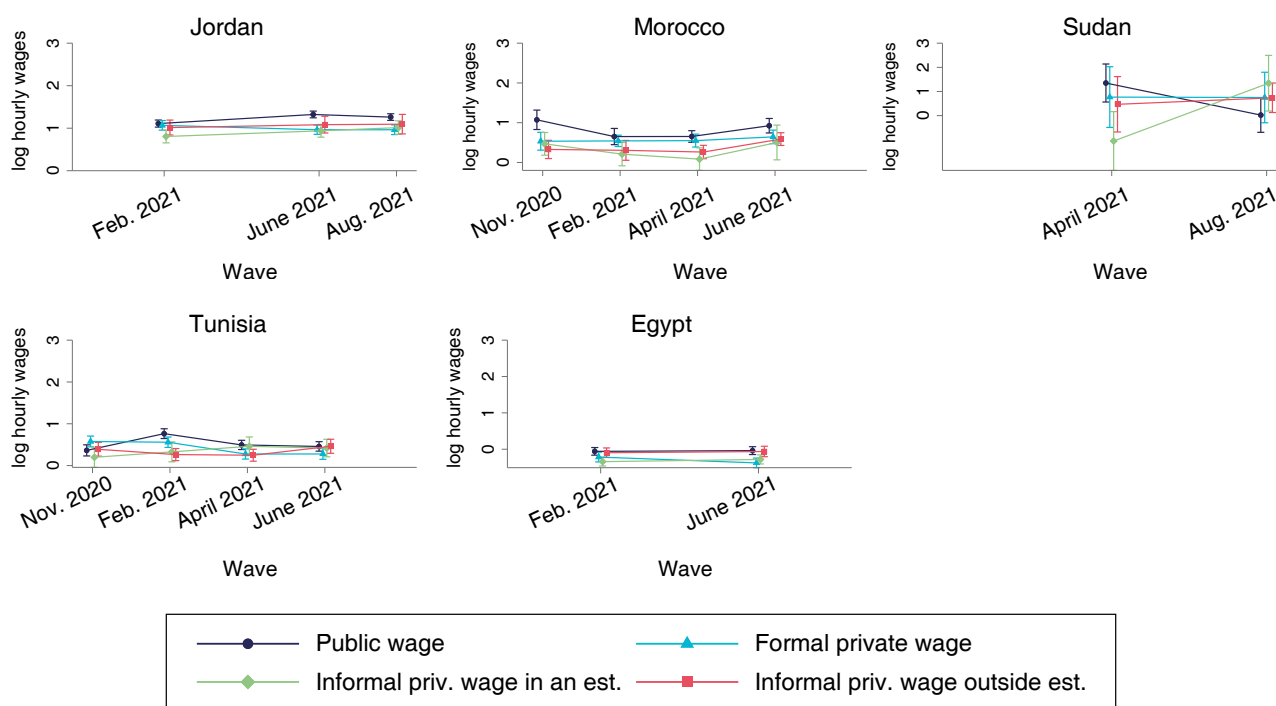 Jordan
log hourly wages
3
2
1
0
Feb. 2021
June 2021
Aug. 2021
Wave
Morocco
log hourly wages
3
2
1
0
Nov. 2020
Feb. 2021
April 2021
June 2021
Wave
Sudan
log hourly wages
3
2
1
0
April 2021
Aug. 2021
Wave
Tunisia
log hourly wages
3
2
1
0
Nov. 2020
Feb. 2021
April 2021
June 2021
Wave
Egypt
log hourly wages
3
2
1
0
Feb. 2021
June 2021
Wave
Public wage
Formal private wage
Informal priv. wage in an est.
Informal priv. wage outside est.